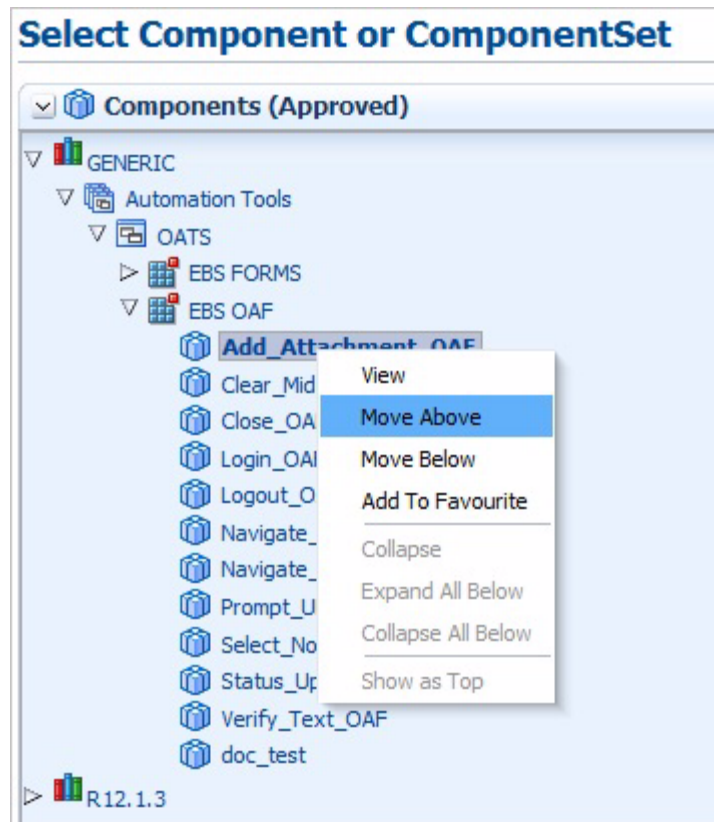 Select Component or ComponentSet
Components (Approved)
GENERIC
Automation Tools
OATS
EBS FORMS
EBS OAF
Add_Attachment_OAF
View
Clear_Mid
Move Above
Close_OA
Move Below
Login_OAF
Add To Favourite
Logout_O
Navigate_
Collapse
Navigate_
Expand All Below
Prompt_U
Collapse All Below
Select_No
Status_Up
Show as Top
Verify_Text_OAF
doc_test
R12.1.3